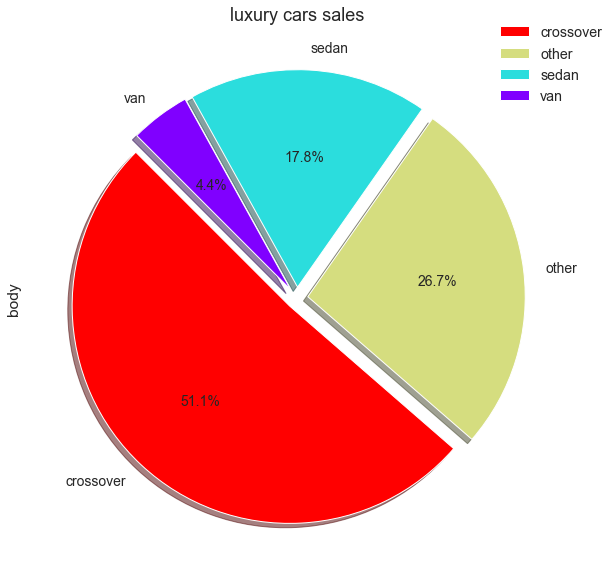 luxury cars sales
crossover
other
sedan
van
sedan
van
17.8%
4.4%
other
26.7%
body
51.1%
crossover